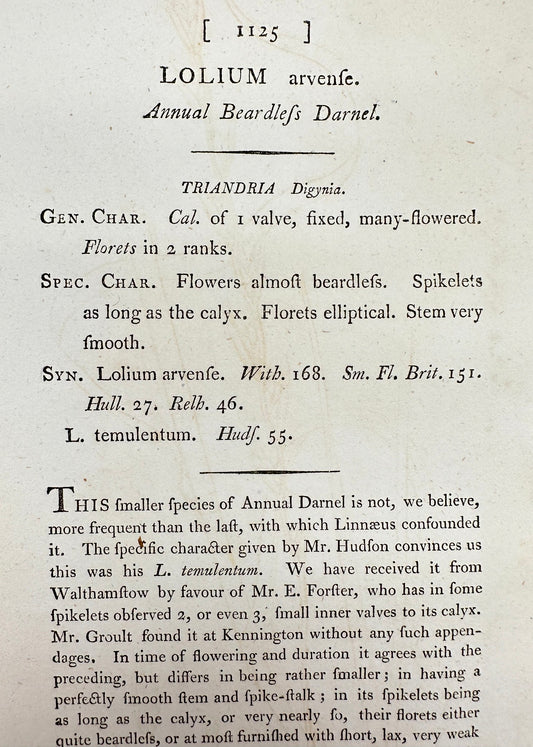 [ 1125 ]
LOLIUM arvenſe.
Annual Beardleſs Darnel.
TRIANDRIA Digynia.
GEN. CHAR. Cal. of 1 valve, fixed, many-flowered.
Florets in 2 ranks.
SPEC. CHAR. Flowers almoſt beardleſs. Spikelets
as long as the calyx. Florets elliptical. Stem very
ſmooth.
SYN. Lolium arvenſe. With. 168. Sm. Fl. Brit. 151.
Hull. 27. Relh. 46.
L. temulentum. Hudſ. 55.
THIS ſmaller ſpecies of Annual Darnel is not, we believe,
more frequent than the laſt, with which Linnæus confounded
it. The ſpecific character given by Mr. Hudſon convinces us
this was his L. temulentum. We have received it from
Walthamſtow by favour of Mr. E. Forſter, who has in ſome
ſpikelets obſerved 2, or even 3, ſmall inner valves to its calyx.
Mr. Groult found it at Kennington without any ſuch appen-
dages. In time of flowering and duration it agrees with the
preceding, but differs in being rather ſmaller; in having a
perfectly ſmooth ſtem and ſpike-ſtalk; in its ſpikelets being
as long as the calyx, or very nearly ſo, their florets either
quite beardleſs, or at moſt furniſhed with ſhort, lax, very weak